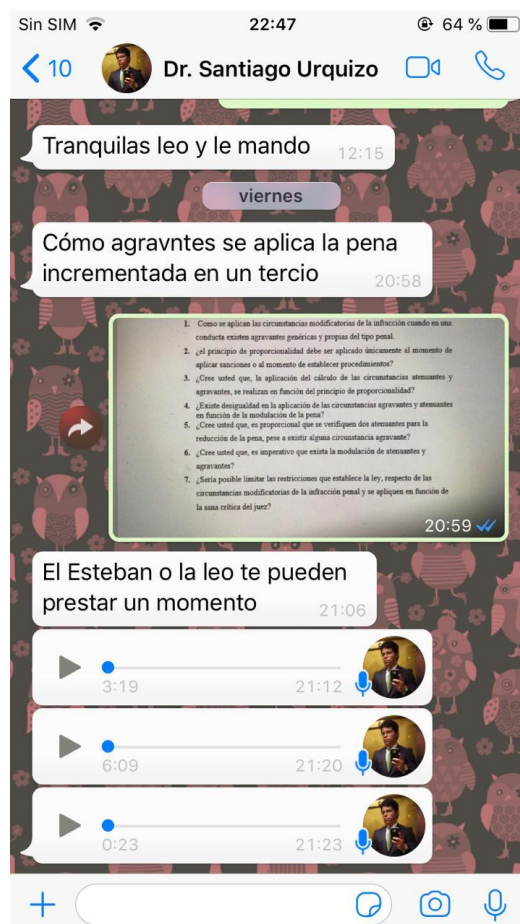 Sin SIM 22:47 64 %
10 Dr. Santiago Urquizo
Tranquilas leo y le mando 12:15
viernes
Cómo agravntes se aplica la pena
incrementada en un tercio 20:58
1. Como se aplican las circunstancias modificatorias de la infracción cuando en una
conducta existen agravantes genéricas y propias del tipo penal.
2. ¿el principio de proporcionalidad debe ser aplicado únicamente al momento de
aplicar sanciones o al momento de establecer procedimientos?
3. ¿Cree usted que, la aplicación del cálculo de las circunstancias atenuantes y
agravantes, se realizan en función del principio de proporcionalidad?
4. ¿Existe desigualdad en la aplicación de las circunstancias agravantes y atenuantes
en función de la modulación de la pena?
5. ¿Cree usted que, es proporcional que se verifiquen dos atenuantes para la
reducción de la pena, pese a existir alguna circunstancia agravante?
6. ¿Cree usted que, es imperativo que exista la modulación de atenuantes y
agravantes?
7. ¿Sería posible limitar las restricciones que establece la ley, respecto de las
circunstancias modificatorias de la infracción penal y se apliquen en función de
la sana crítica del juez?
20:59
El Esteban o la leo te pueden
prestar un momento 21:06
3:19 21:12
6:09 21:20
0:23 21:23